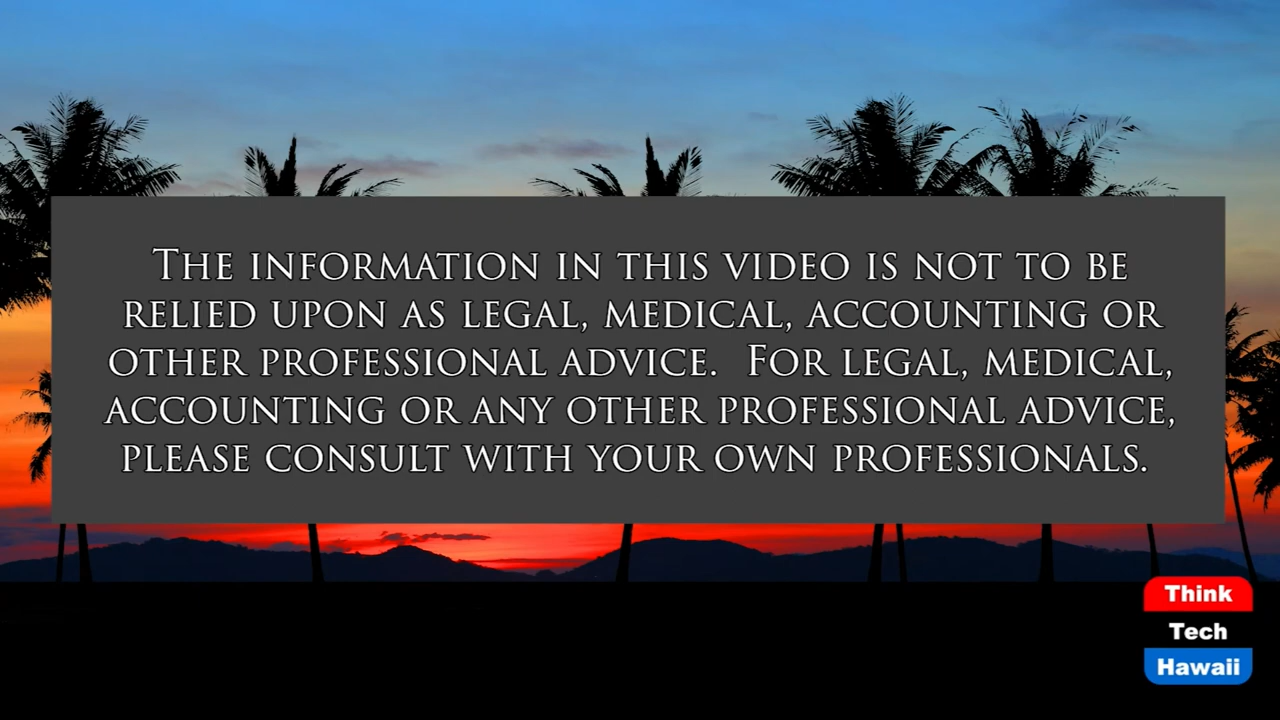 The information in this video is not to be
relied upon as legal, medical, accounting or
other professional advice.  For legal, medical,
accounting or any other professional advice,
please consult with your own professionals.
Think
Tech
Hawaii